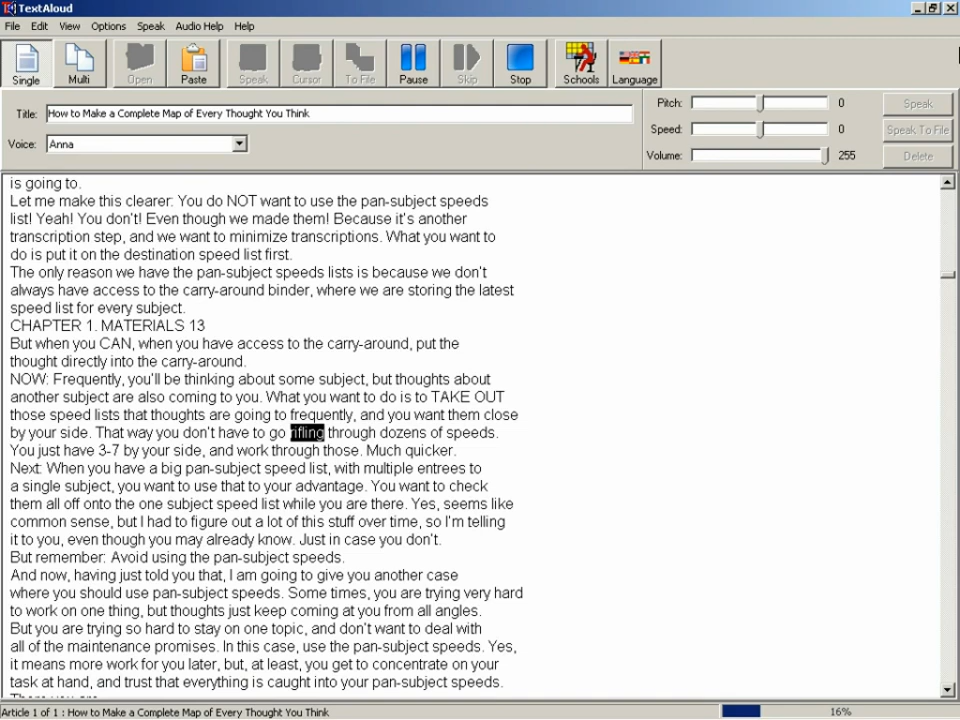 TextAloud
File Edit View Options Speak Audio Help Help
Single Multi Open Paste Speak Cursor To File Pause Skip Stop Schools Language
Title: How to Make a Complete Map of Every Thought You Think
Voice: Anna
Pitch: 0 Speak
Speed: 0 Speak To File
Volume: 255 Delete
is going to.
Let me make this clearer: You do NOT want to use the pan-subject speeds
list! Yeah! You don't! Even though we made them! Because it's another
transcription step, and we want to minimize transcriptions. What you want to
do is put it on the destination speed list first.
The only reason we have the pan-subject speeds lists is because we don't
always have access to the carry-around binder, where we are storing the latest
speed list for every subject.
CHAPTER 1. MATERIALS 13
But when you CAN, when you have access to the carry-around, put the
thought directly into the carry-around.
NOW: Frequently, you'll be thinking about some subject, but thoughts about
another subject are also coming to you. What you want to do is to TAKE OUT
those speed lists that thoughts are going to frequently, and you want them close
by your side. That way you don't have to go rifling through dozens of speeds.
You just have 3-7 by your side, and work through those. Much quicker.
Next: When you have a big pan-subject speed list, with multiple entrees to
a single subject, you want to use that to your advantage. You want to check
them all off onto the one subject speed list while you are there. Yes, seems like
common sense, but I had to figure out a lot of this stuff over time, so I'm telling
it to you, even though you may already know. Just in case you don't.
But remember: Avoid using the pan-subject speeds.
And now, having just told you that, I am going to give you another case
where you should use pan-subject speeds. Some times, you are trying very hard
to work on one thing, but thoughts just keep coming at you from all angles.
But you are trying so hard to stay on one topic, and don't want to deal with
all of the maintenance promises. In this case, use the pan-subject speeds. Yes,
it means more work for you later, but, at least, you get to concentrate on your
task at hand, and trust that everything is caught into your pan-subject speeds.
Article 1 of 1 : How to Make a Complete Map of Every Thought You Think 16%